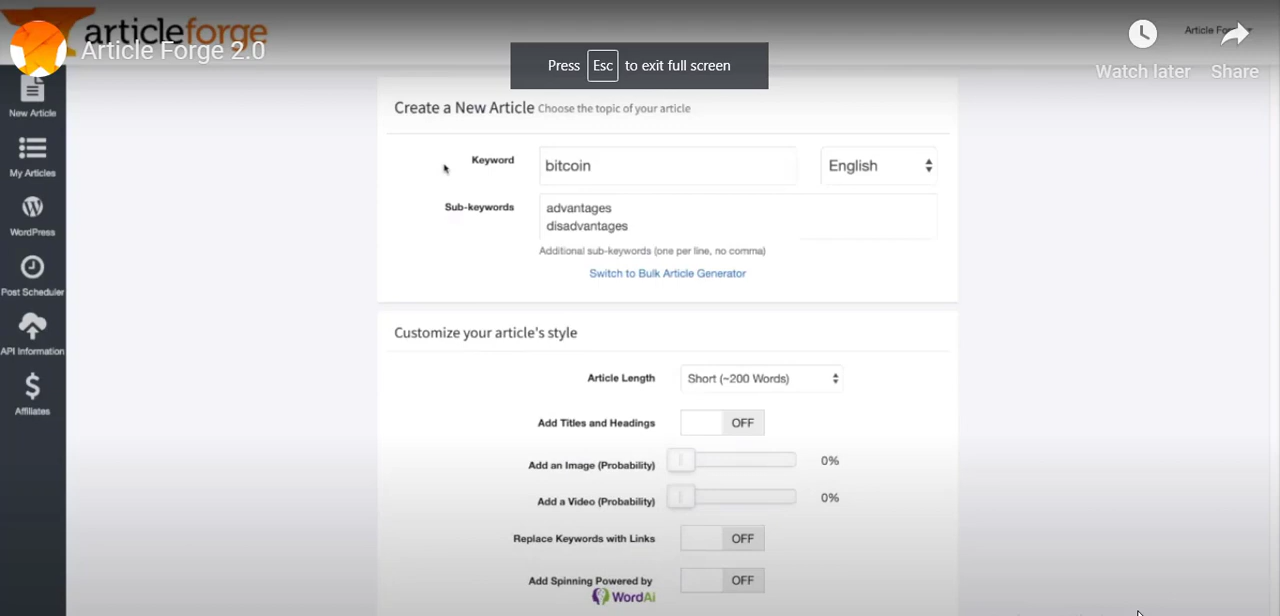 articleforge
Article Forge 2.0
Press Esc to exit full screen
Watch later
Share
New Article
My Articles
WordPress
Post Scheduler
API Information
Affiliates
Create a New Article Choose the topic of your article
Keyword
bitcoin
English
Sub-keywords
advantages
disadvantages
Additional sub-keywords (one per line, no comma)
Switch to Bulk Article Generator
Customize your article's style
Article Length
Short (~200 Words)
Add Titles and Headings
OFF
Add an Image (Probability)
0%
Add a Video (Probability)
0%
Replace Keywords with Links
OFF
Add Spinning Powered by
WordAi
OFF